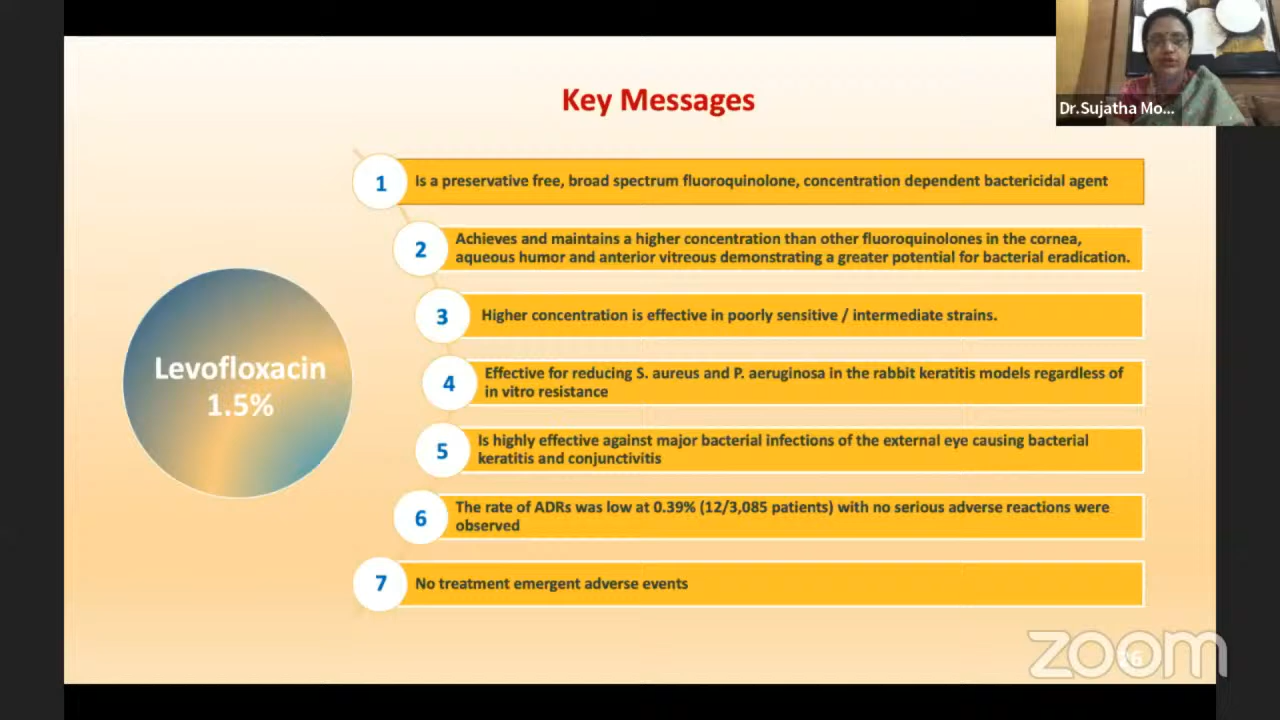 Dr.Sujatha Mo...
Key Messages
Levofloxacin
1.5%
1
Is a preservative free, broad spectrum fluoroquinolone, concentration dependent bactericidal agent
2
Achieves and maintains a higher concentration than other fluoroquinolones in the cornea,
aqueous humor and anterior vitreous demonstrating a greater potential for bacterial eradication.
3
Higher concentration is effective in poorly sensitive / intermediate strains.
4
Effective for reducing S. aureus and P. aeruginosa in the rabbit keratitis models regardless of
in vitro resistance
5
Is highly effective against major bacterial infections of the external eye causing bacterial
keratitis and conjunctivitis
6
The rate of ADRs was low at 0.39% (12/3,085 patients) with no serious adverse reactions were
observed
7
No treatment emergent adverse events
zoom